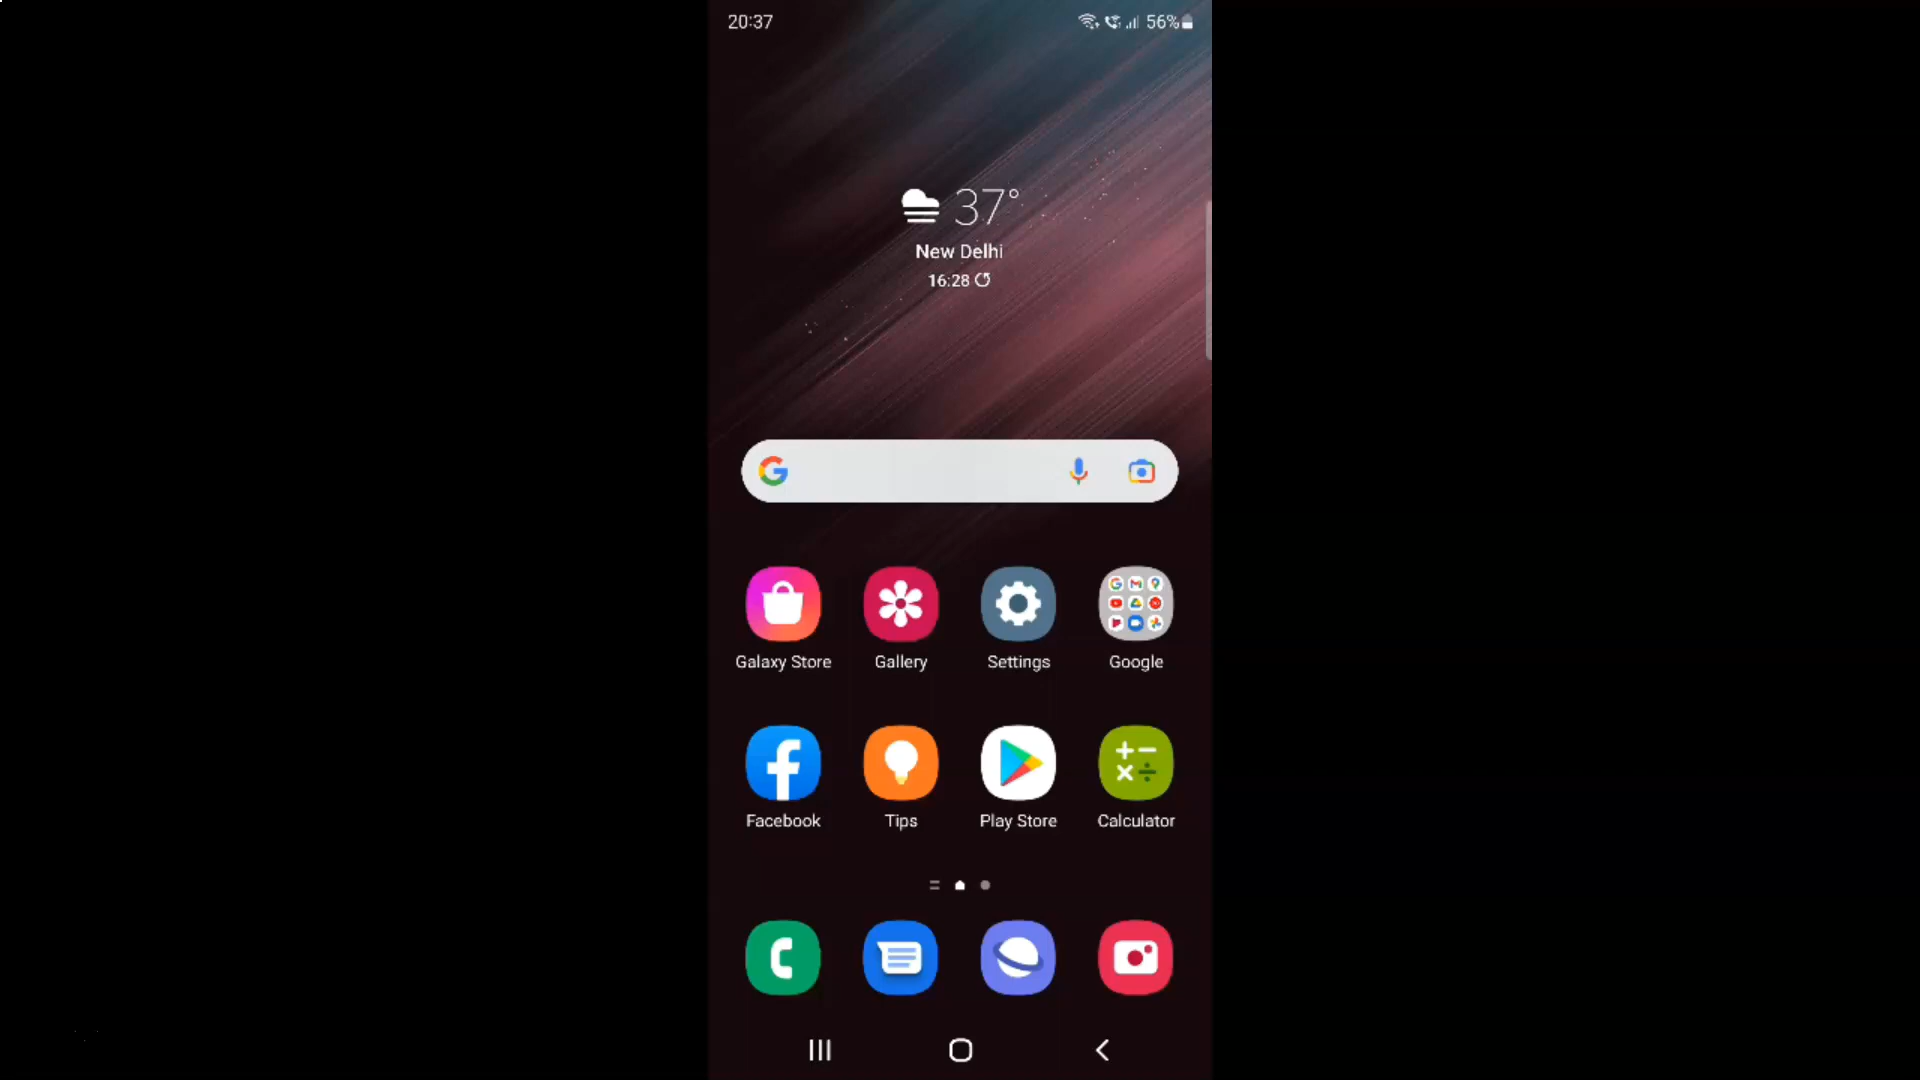 20:37 56%
37°
New Delhi
16:28
Galaxy Store Gallery Settings Google
Facebook Tips Play Store Calculator